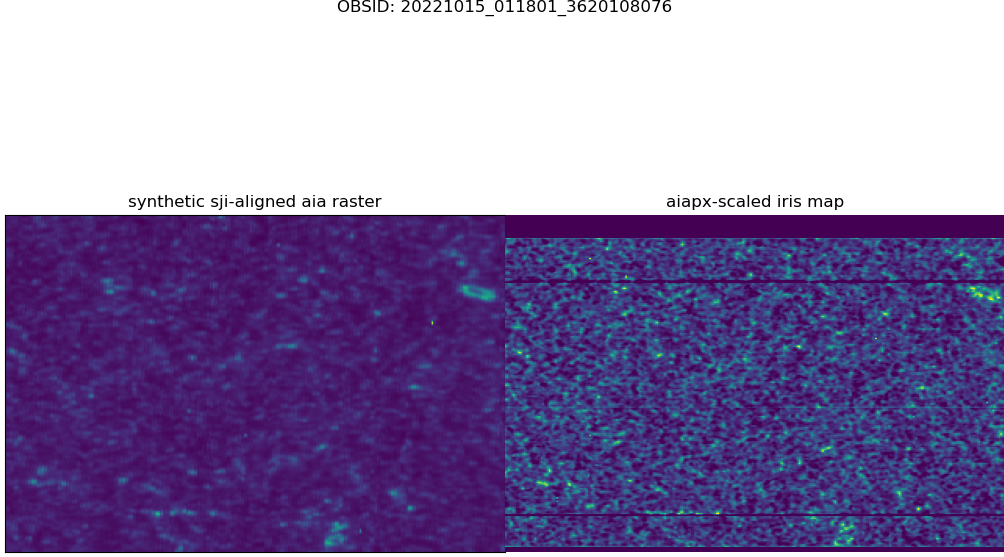 OBSID: 20221015_011801_3620108076
synthetic sji-aligned aia raster
aiapx-scaled iris map